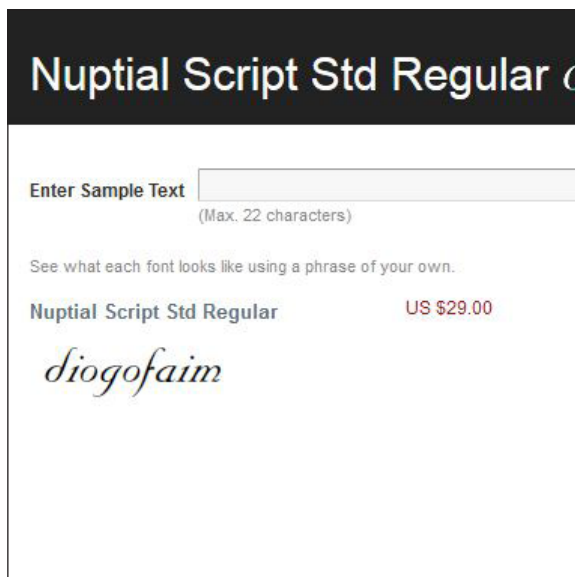 Nuptial Script Std Regular
Enter Sample Text
(Max. 22 characters)
See what each font looks like using a phrase of your own.
Nuptial Script Std Regular US $29.00
diogofaim